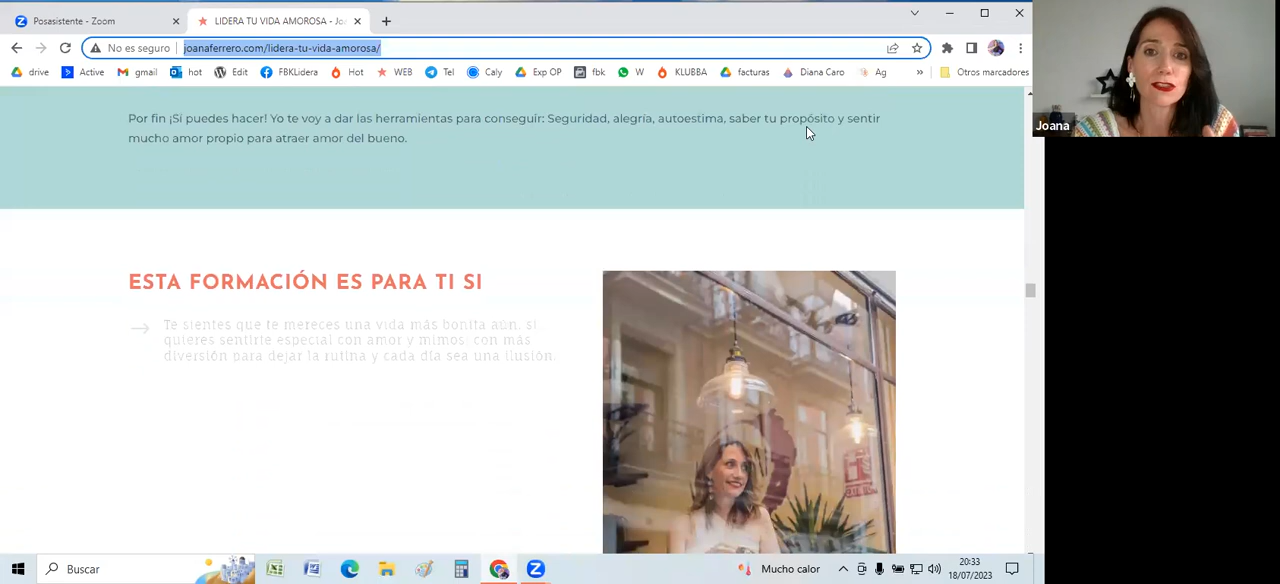 Posasistente - Zoom
LIDERA TU VIDA AMOROSA - Jo
No es seguro
joanaferrero.com/lidera-tu-vida-amorosa/
drive Active gmail hot Edit FBKLidera Hot WEB Tel Caly Exp OP fbk W KLUBBA facturas Diana Caro Ag » Otros marcadores
Joana
Por fin ¡Si puedes hacer! Yo te voy a dar las herramientas para conseguir: Seguridad, alegría, autoestima, saber tu propósito y sentir
mucho amor propio para atraer amor del bueno.
ESTA FORMACIÓN ES PARA TI SI
Te sientes que te mereces una vida más bonita aún, si
quieres sentirte especial con amor y mimos; con más
diversión para dejar la rutina y cada día sea una ilusión.
Buscar
Mucho calor
20:33
18/07/2023